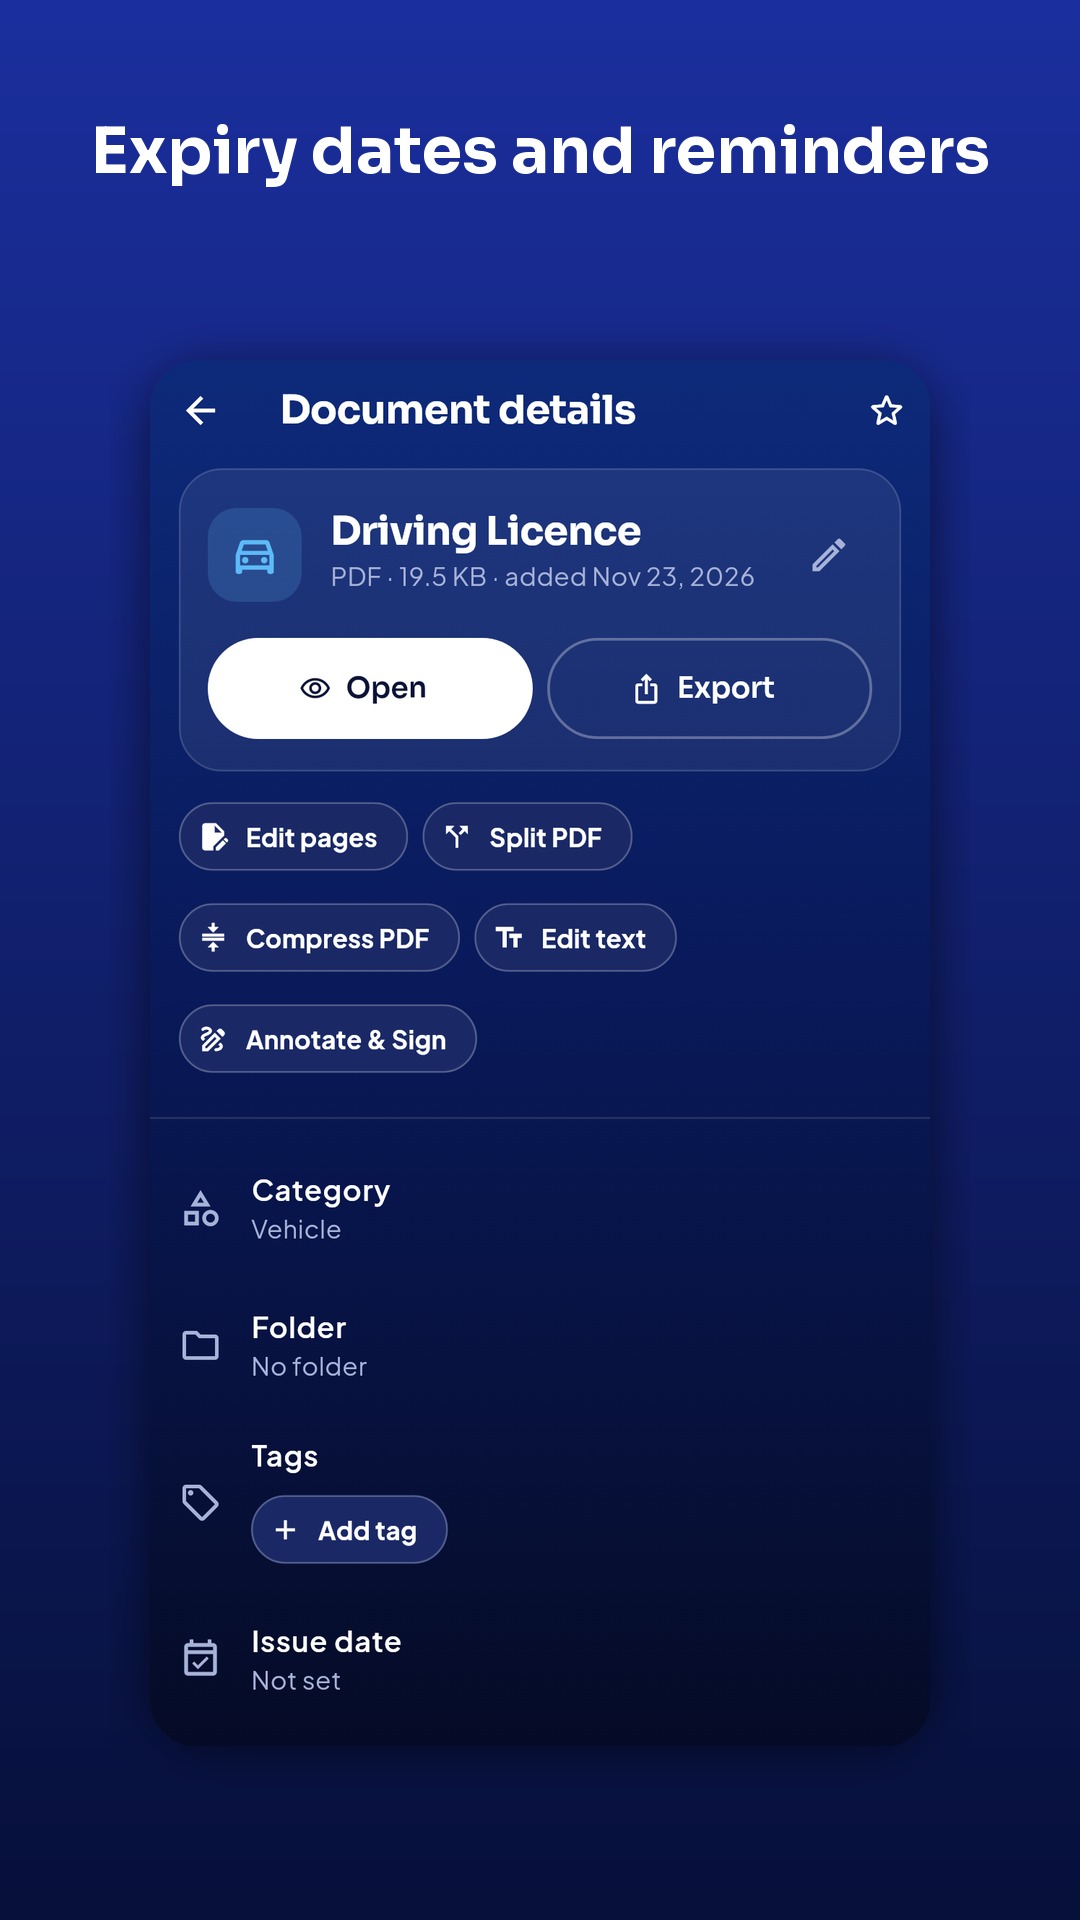 Expiry dates and reminders
Document details
Driving Licence
PDF · 19.5 KB · added Nov 23, 2026
Open
Export
Edit pages
Split PDF
Compress PDF
Edit text
Annotate & Sign
Category
Vehicle
Folder
No folder
Tags
Add tag
Issue date
Not set